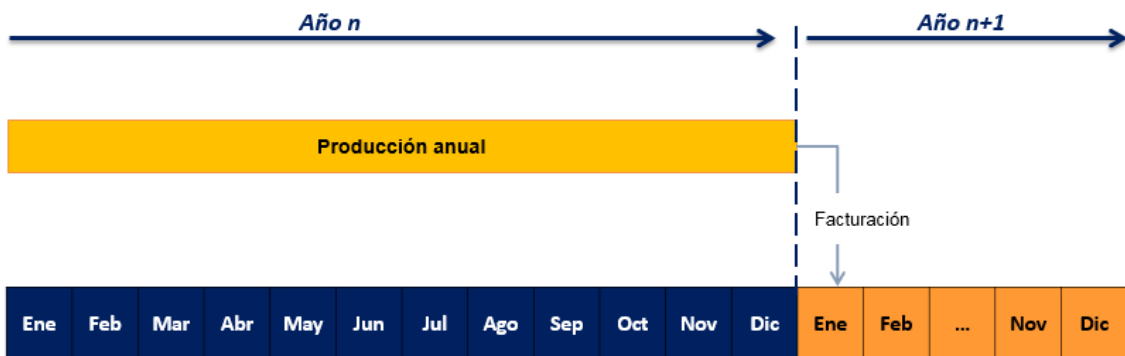 Año n
Año n+1
Producción anual
Facturación
Ene Feb Mar Abr May Jun Jul Ago Sep Oct Nov Dic Ene Feb ... Nov Dic